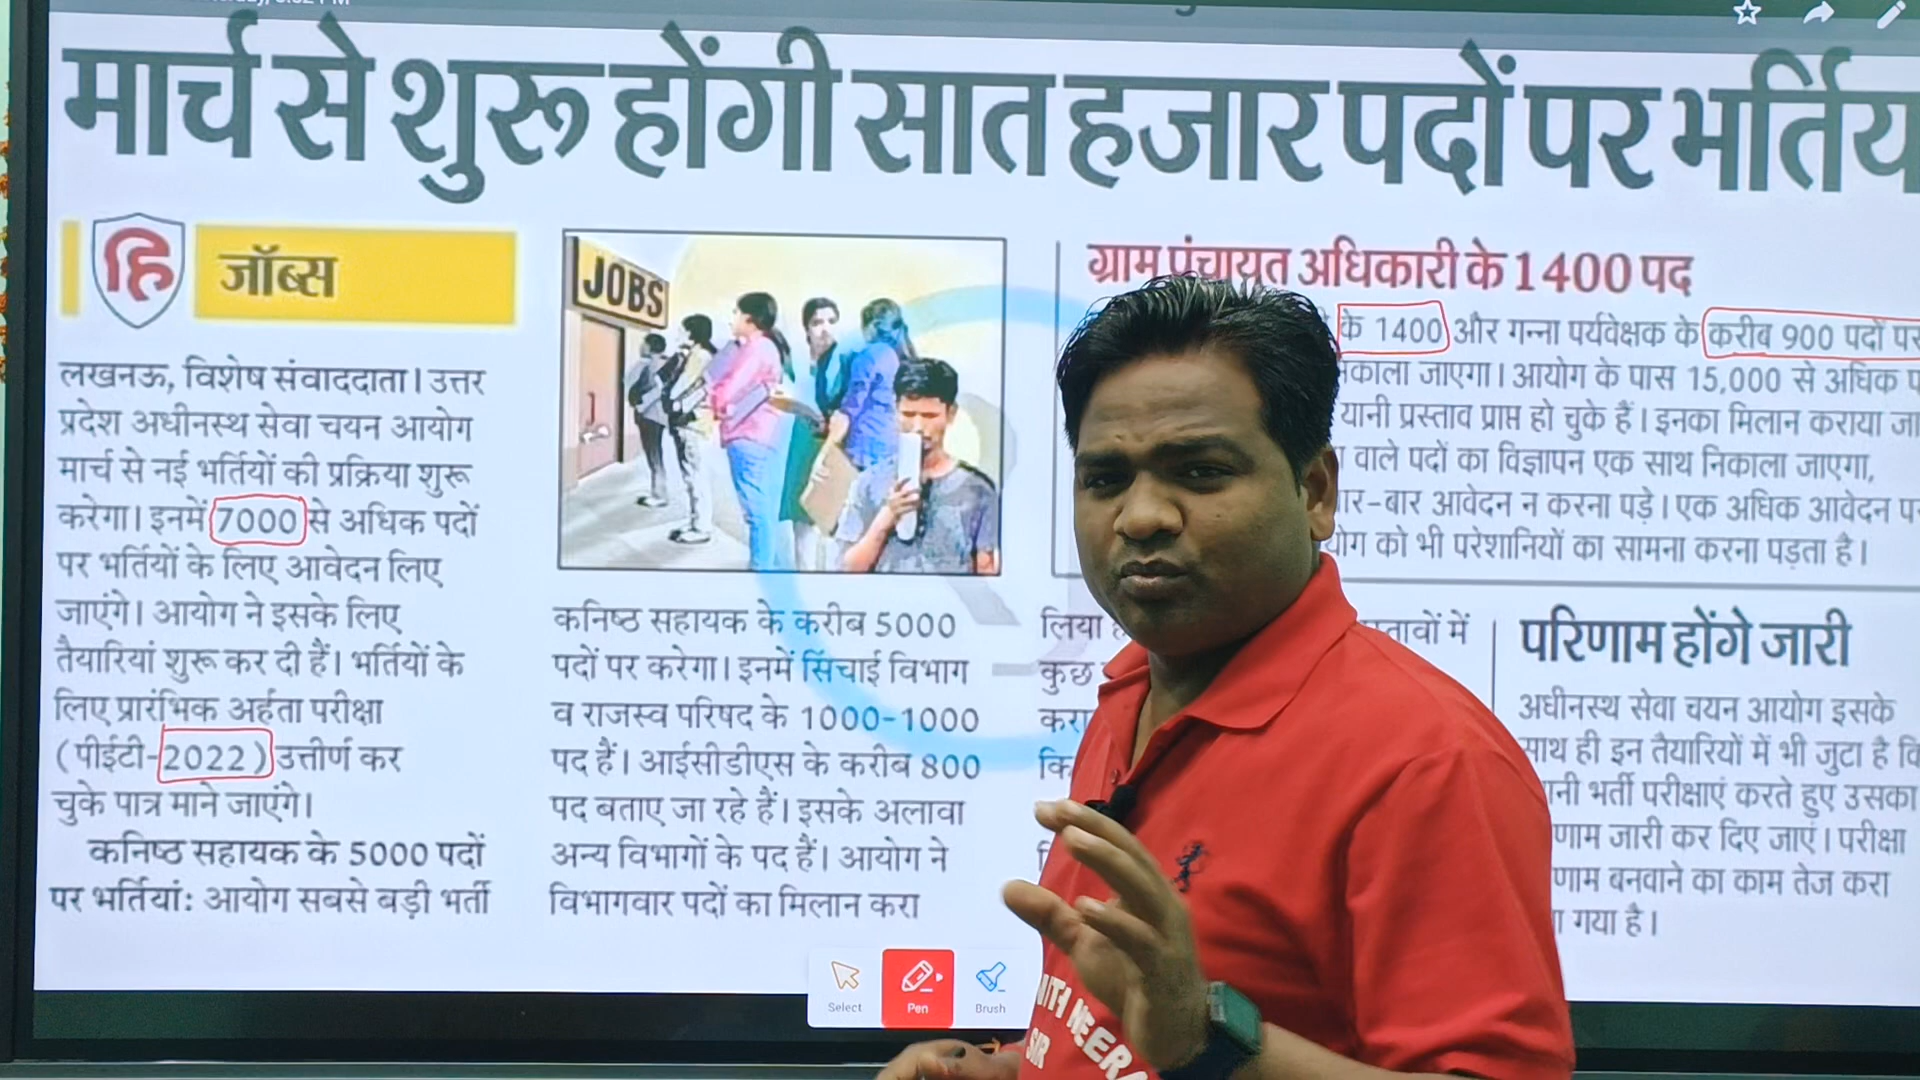 मार्च से शुरू होंगी सात हजार पदों पर
हि
जॉब्स
लखनऊ, विशेष संवाददाता। उत्तर
प्रदेश अधीनस्थ सेवा चयन आयोग
मार्च से नई भर्तियों की प्रक्रिया शुरू
करेगा। इनमें 7000 से अधिक पदों
पर भर्तियों के लिए आवेदन लिए
जाएंगे। आयोग ने इसके लिए
तैयारियां शुरू कर दी हैं। भर्तियों के
लिए प्रारंभिक अर्हता परीक्षा
(पीईटी-2022) उत्तीर्ण कर
चुके पात्र माने जाएंगे।
कनिष्ठ सहायक के 5000 पदों
पर भर्तियां: आयोग सबसे बड़ी भर्ती
JOBS
कनिष्ठ सहायक के करीब 5000
पदों पर करेगा। इनमें सिंचाई विभाग
व राजस्व परिषद के 1000-1000
पद हैं। आईसीडीएस के करीब 800
पद बताए जा रहे हैं। इसके अलावा
अन्य विभागों के पद हैं। आयोग ने
विभागवार पदों का मिलान करा
लिया
कुछ
ग्राम पंचायत अधिकारी के 1400 पद
के 1400 और गन्ना पर्यवेक्षक के करीब 900 पदों पर
जाएगा। आयोग के पास 15,000 से अधिक
यानी प्रस्ताव प्राप्त हो चुके हैं। इनका मिलान कराया
वाले पदों का विज्ञापन एक साथ निकाला जाएगा,
आवेदन न करना पड़े। एक अधिक आवेदन
को भी परेशानियों का सामना करना पड़ता है।
में
परिणाम होंगे जारी
अधीनस्थ सेवा चयन आयोग इसके
साथ ही इन तैयारियों में भी जुटा है
भर्ती परीक्षाएं करते हुए उसका
जारी कर दिए जाएं। परीक्षा
बनवाने का काम तेज करा
गया है।
Select
Pen
Brush
SIR